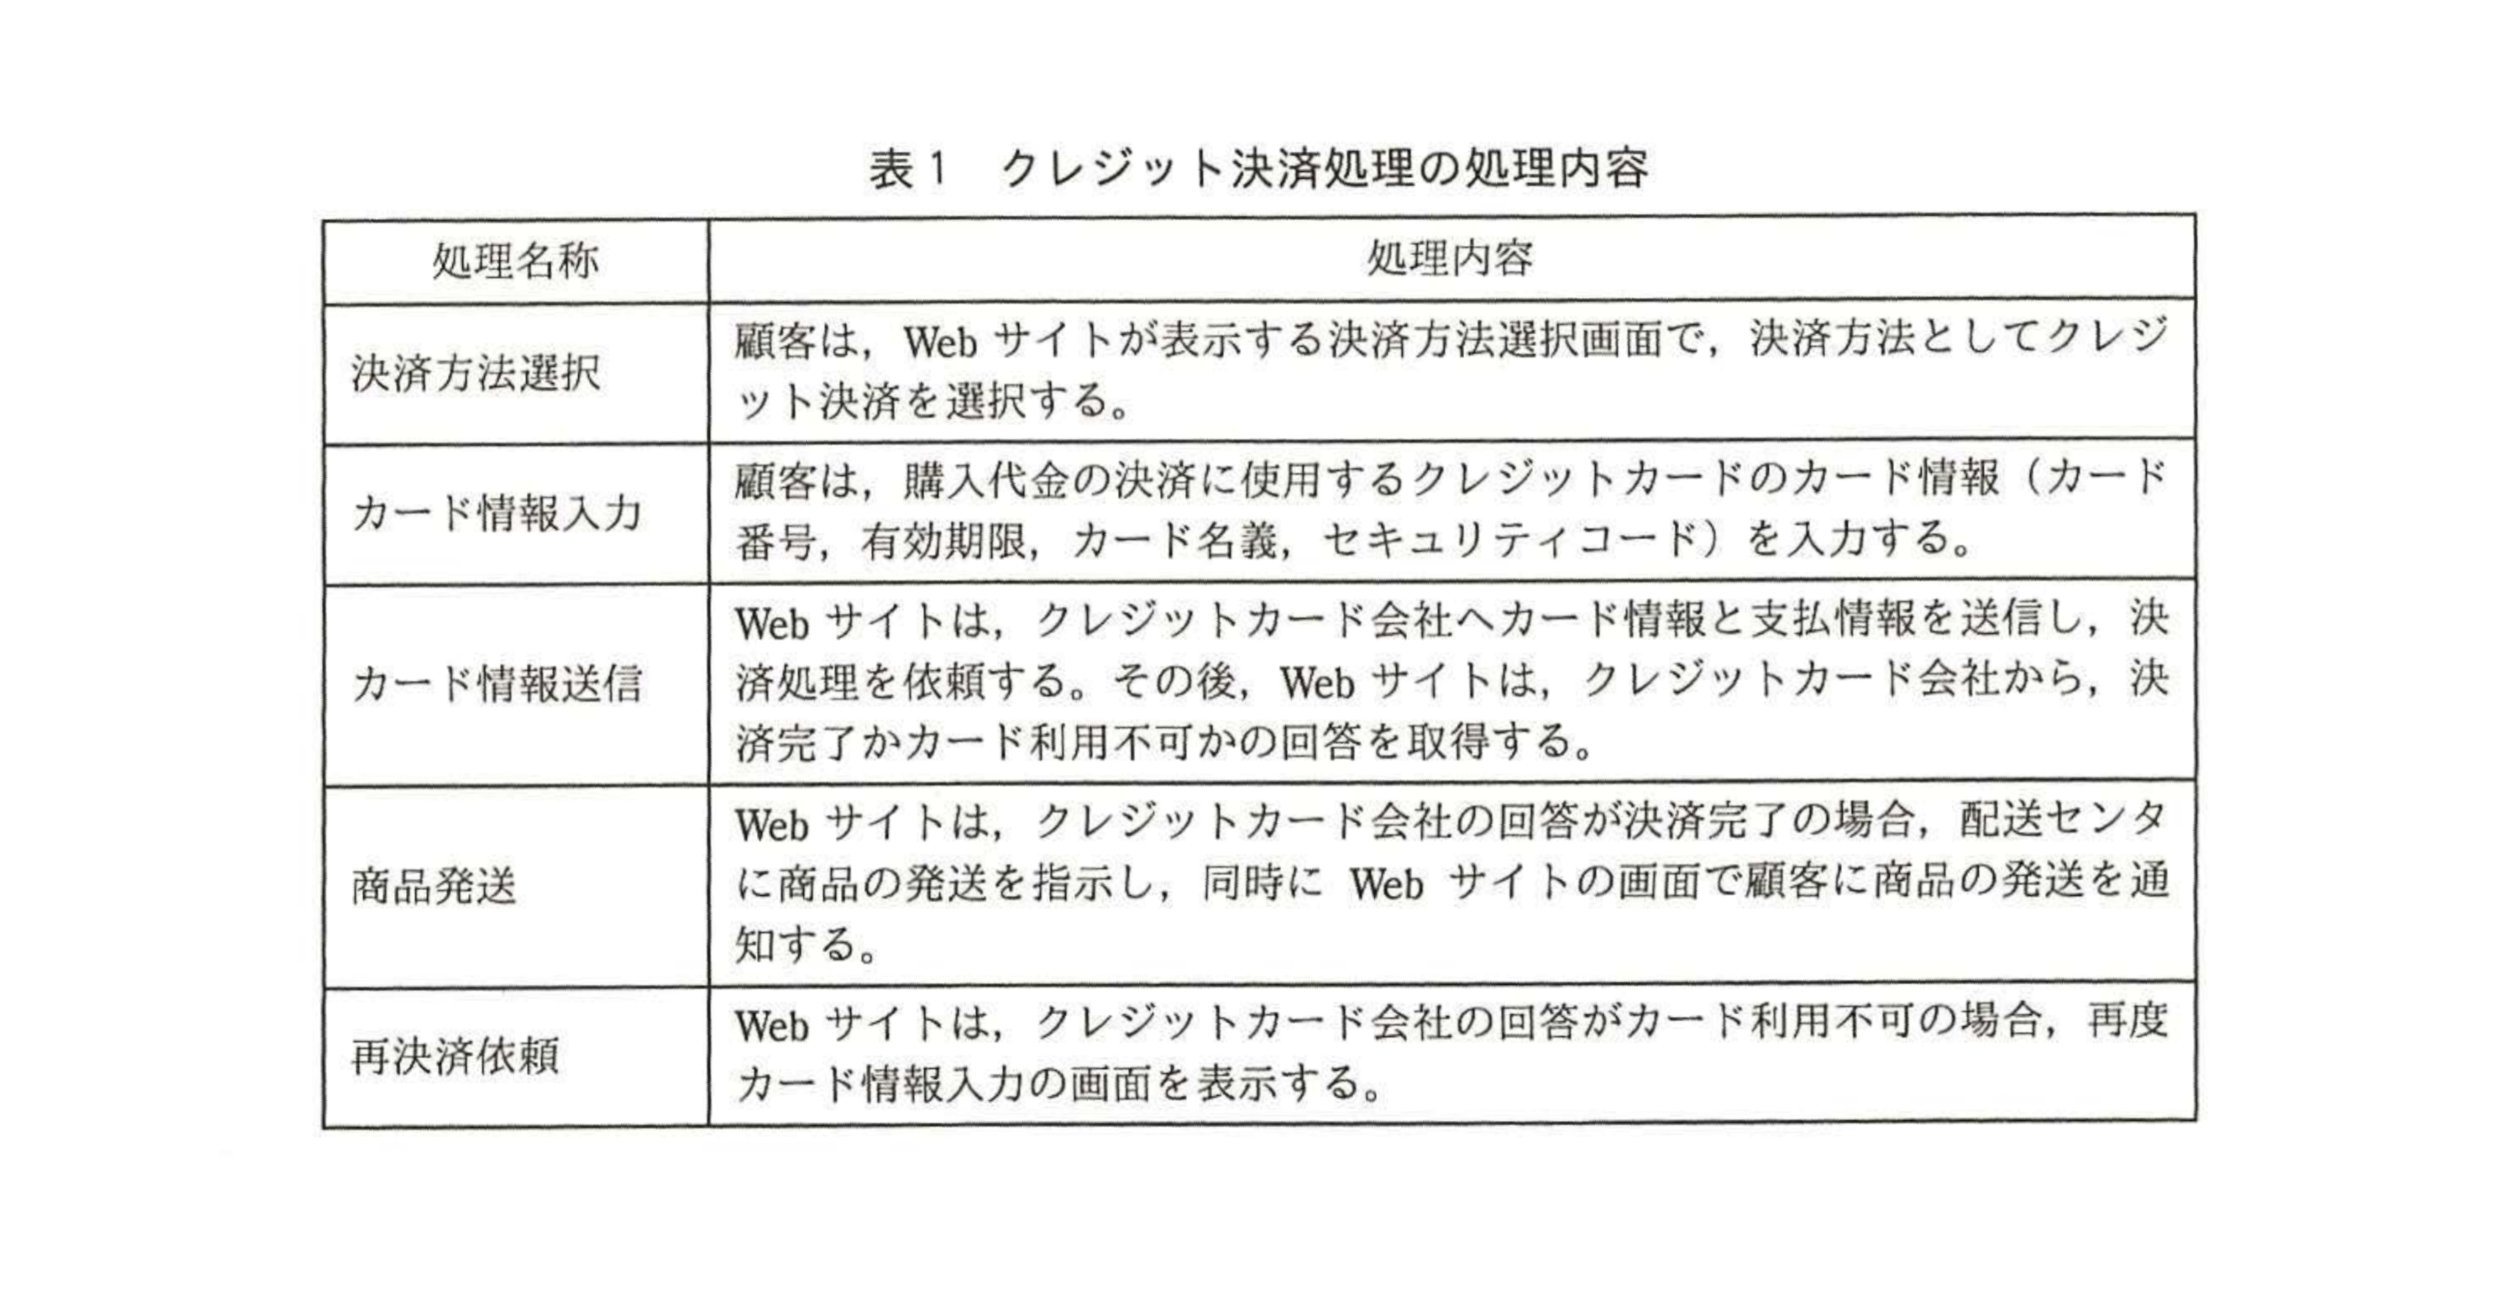 表1　クレジット決済処理の処理内容
処理名称
処理内容
決済方法選択
顧客は，Web サイトが表示する決済方法選択画面で，決済方法としてクレジ
ット決済を選択する。
カード情報入力
顧客は，購入代金の決済に使用するクレジットカードのカード情報（カード
番号，有効期限，カード名義，セキュリティコード）を入力する。
カード情報送信
Web サイトは，クレジットカード会社へカード情報と支払情報を送信し，決
済処理を依頼する。その後，Web サイトは，クレジットカード会社から，決
済完了かカード利用不可かの回答を取得する。
商品発送
Web サイトは，クレジットカード会社の回答が決済完了の場合，配送センタ
に商品の発送を指示し，同時に Web サイトの画面で顧客に商品の発送を通
知する。
再決済依頼
Web サイトは，クレジットカード会社の回答がカード利用不可の場合，再度
カード情報入力の画面を表示する。